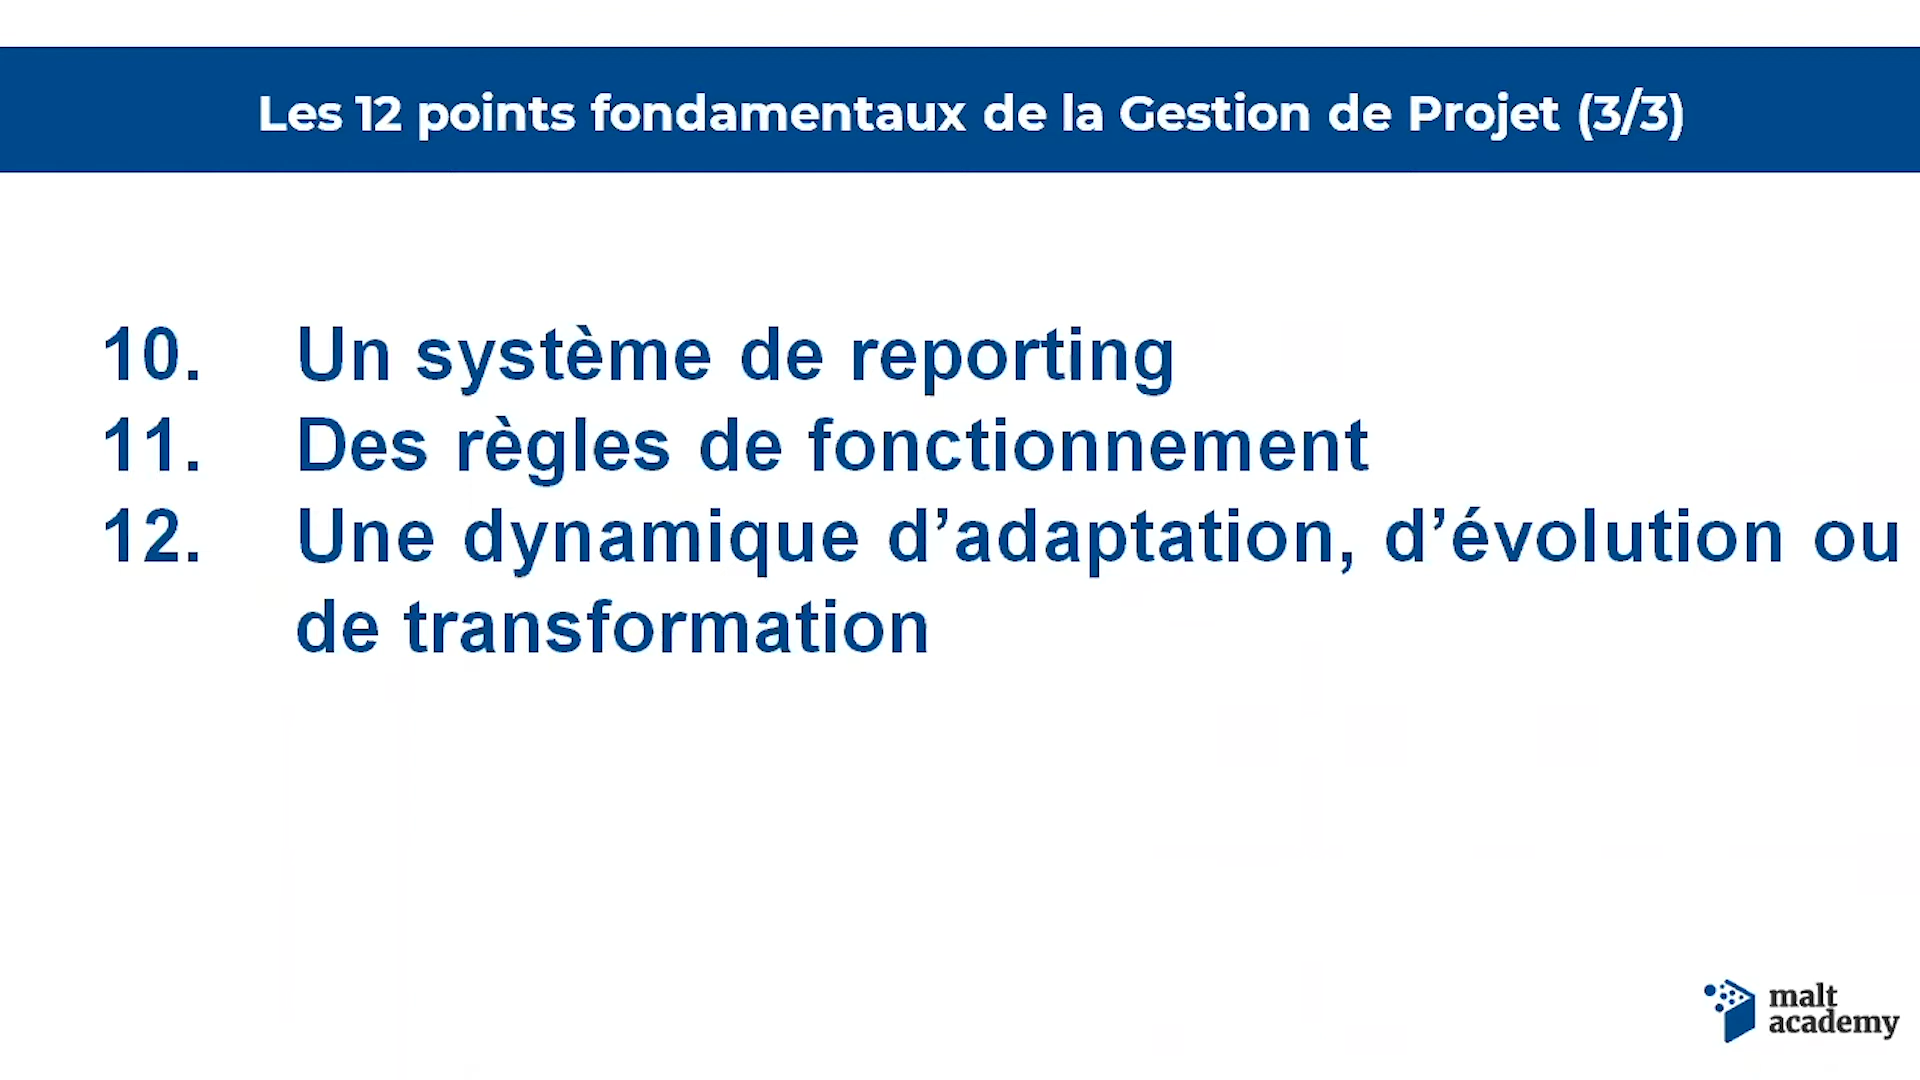 Les 12 points fondamentaux de la Gestion de Projet (3/3)
10. Un système de reporting
11. Des règles de fonctionnement
12. Une dynamique d’adaptation, d’évolution ou
de transformation
malt
academy